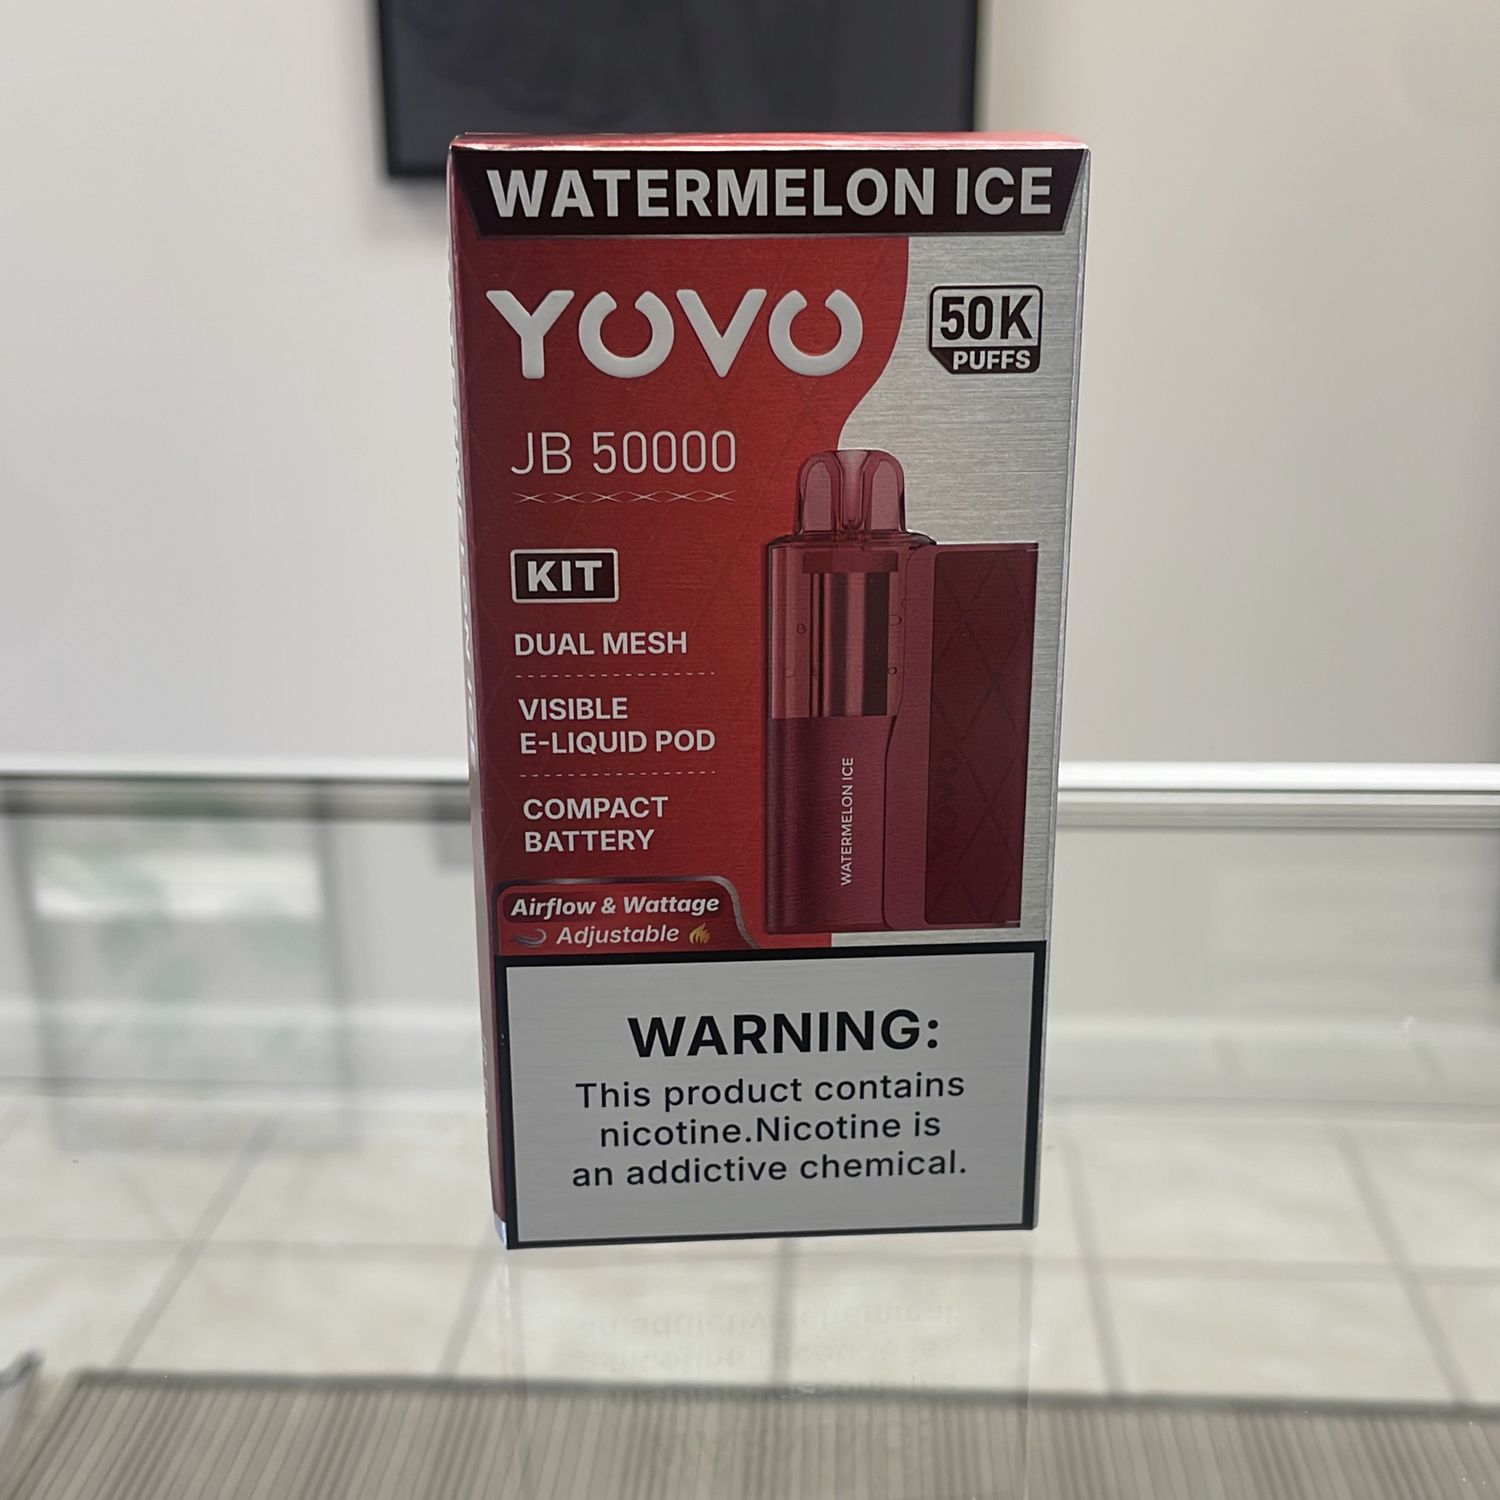 WATERMELON ICE
YOVO
50K
PUFFS
JB 50000
KIT
DUAL MESH
VISIBLE
E-LIQUID POD
COMPACT
BATTERY
Airflow & Wattage
Adjustable
WATERMELON ICE
WARNING:
This product contains
nicotine.Nicotine is
an addictive chemical.